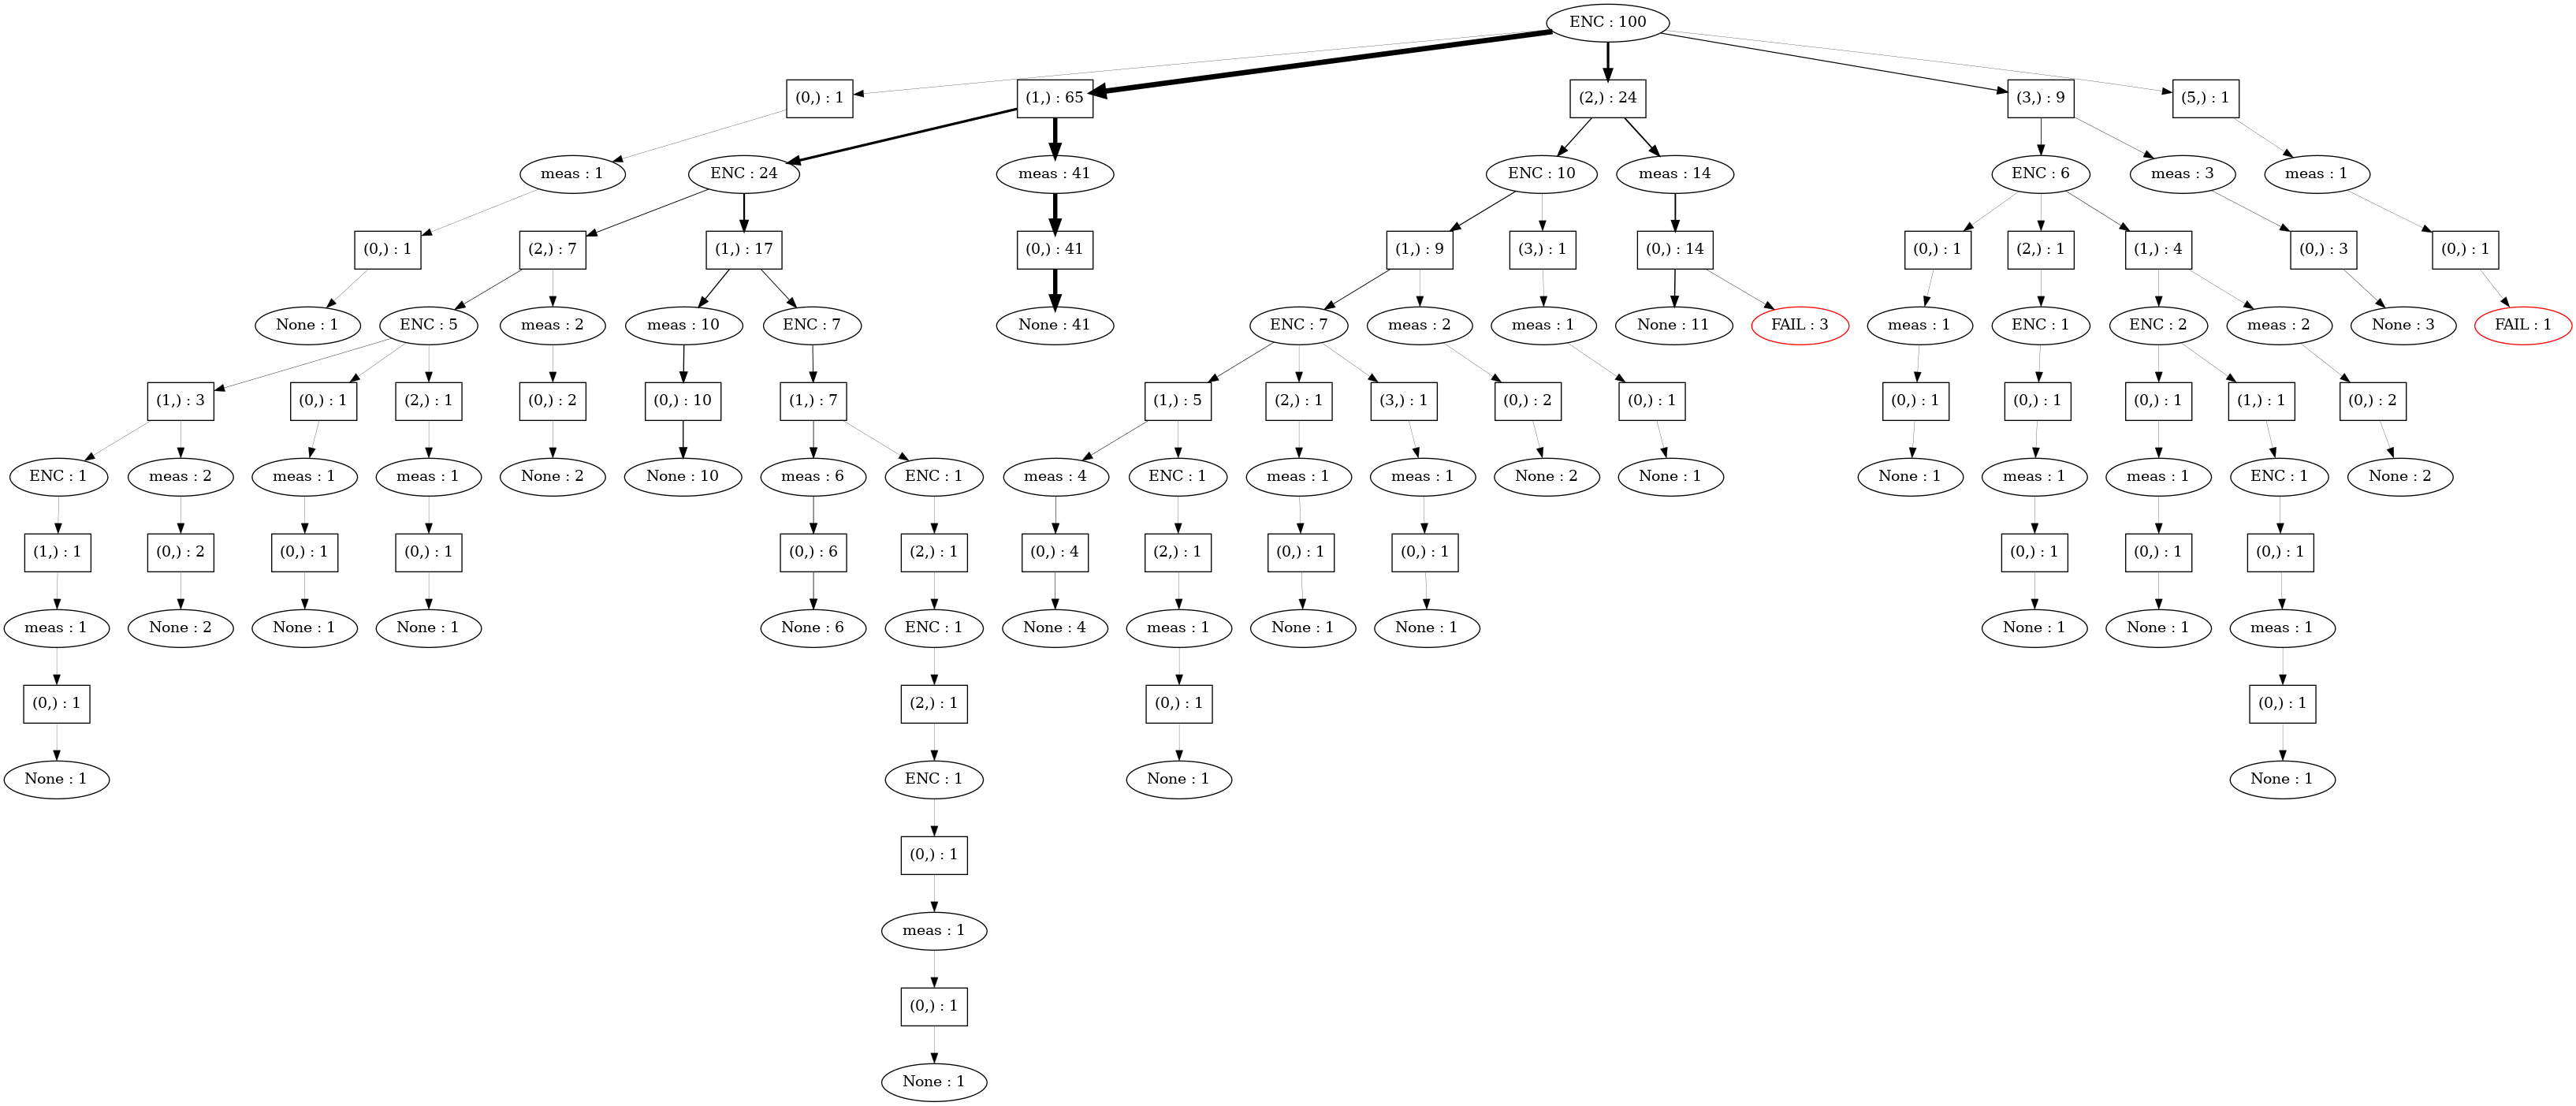 ENC : 100
(0,) : 1
(1,) : 65
(2,) : 24
(3,) : 9
(5,) : 1
meas : 1
ENC : 24
meas : 41
ENC : 10
meas : 14
ENC : 6
meas : 3
meas : 1
(0,) : 1
(2,) : 7
(1,) : 17
(0,) : 41
(1,) : 9
(3,) : 1
(0,) : 14
(0,) : 1
(2,) : 1
(1,) : 4
(0,) : 3
(0,) : 1
None : 1
ENC : 5
meas : 2
meas : 10
ENC : 7
None : 41
ENC : 7
meas : 2
meas : 1
None : 11
FAIL : 3
meas : 1
ENC : 1
ENC : 2
meas : 2
None : 3
FAIL : 1
(1,) : 3
(0,) : 1
(2,) : 1
(0,) : 2
(0,) : 10
(1,) : 7
(1,) : 5
(2,) : 1
(3,) : 1
(0,) : 2
(0,) : 1
(0,) : 1
(0,) : 1
(0,) : 1
(1,) : 1
(0,) : 2
ENC : 1
meas : 2
meas : 1
meas : 1
None : 2
None : 10
meas : 6
ENC : 1
meas : 4
ENC : 1
meas : 1
meas : 1
None : 2
None : 1
None : 1
meas : 1
meas : 1
ENC : 1
None : 2
(1,) : 1
(0,) : 2
(0,) : 1
(0,) : 1
(0,) : 6
(2,) : 1
(0,) : 4
(2,) : 1
(0,) : 1
(0,) : 1
(0,) : 1
(0,) : 1
(0,) : 1
meas : 1
None : 2
None : 1
None : 1
None : 6
ENC : 1
None : 4
meas : 1
None : 1
None : 1
None : 1
None : 1
meas : 1
(0,) : 1
(2,) : 1
(0,) : 1
(0,) : 1
None : 1
ENC : 1
None : 1
None : 1
(0,) : 1
meas : 1
(0,) : 1
None : 1